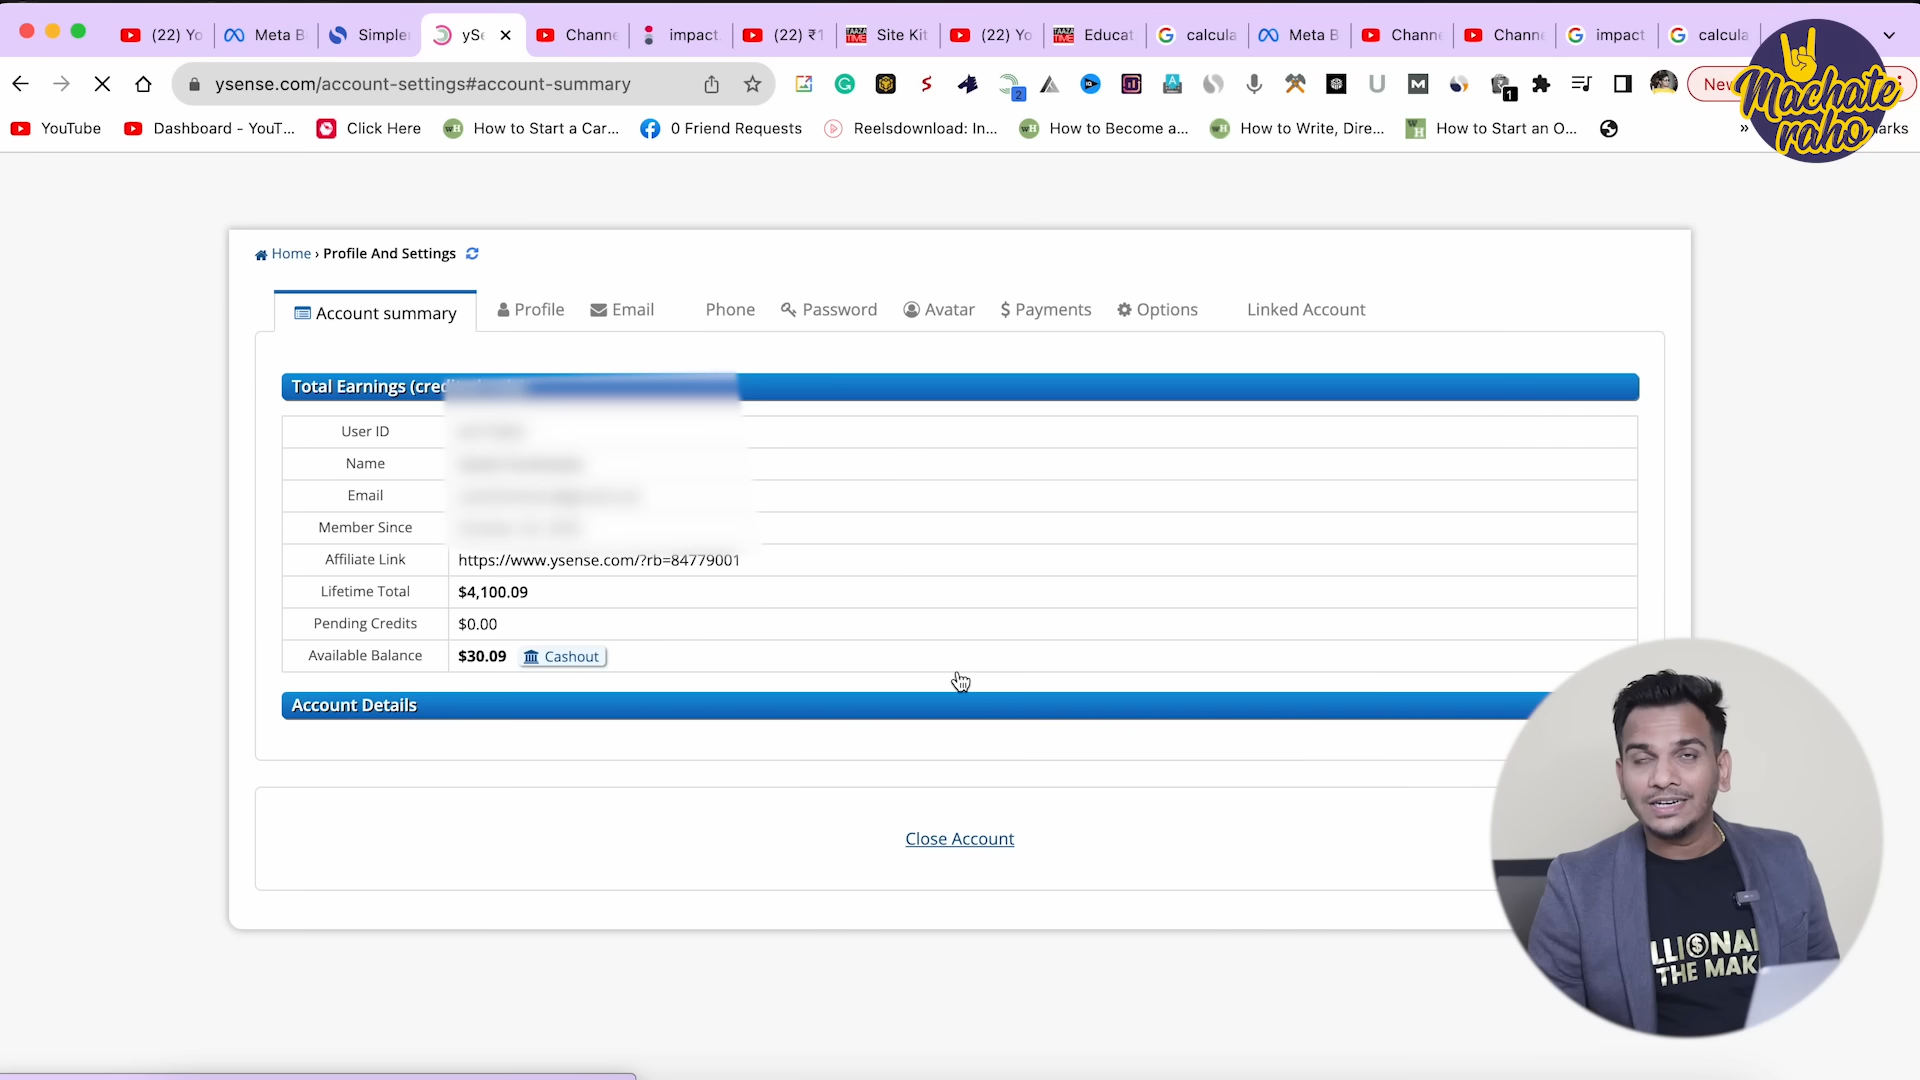 (22) Yo
Meta B
Simple
ySe
Channe
impact.
(22) ₹1
Site Kit
(22) Yo
Educat
calcula
Meta B
Chann
Chann
impact
calcula
ysense.com/account-settings#account-summary
2
1
New
Machate
raho
YouTube
Dashboard - YouT...
Click Here
How to Start a Car...
0 Friend Requests
Reelsdownload: In...
How to Become a...
How to Write, Dire...
How to Start an O...
»
arks
Home › Profile And Settings
Account summary
Profile
Email
Phone
Password
Avatar
$ Payments
Options
Linked Account
Total Earnings (cred
User ID
Name
Email
Member Since
Affiliate Link https://www.ysense.com/?rb=84779001
Lifetime Total $4,100.09
Pending Credits $0.00
Available Balance $30.09 Cashout
Account Details
Close Account
LLIONAI
THE MAK